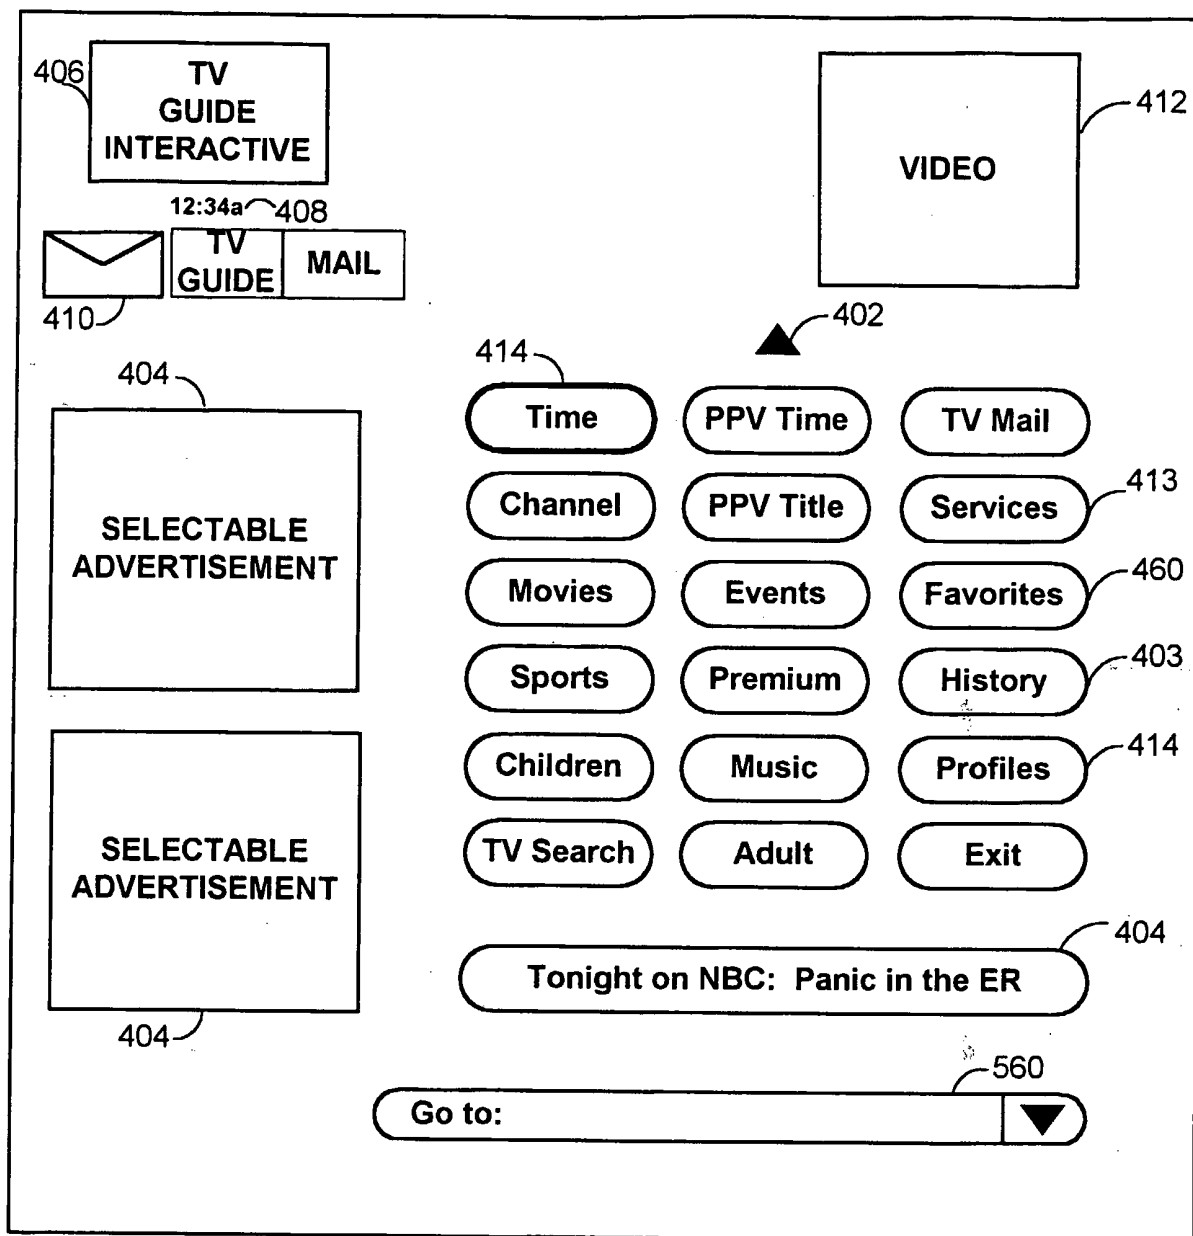 406
TV
GUIDE
INTERACTIVE
VIDEO
412
12:34a
408
TV
GUIDE
MAIL
410
402
414
404
Time
PPV Time
TV Mail
Channel
PPV Title
Services
413
SELECTABLE
ADVERTISEMENT
Movies
Events
Favorites
460
Sports
Premium
History
403
Children
Music
Profiles
414
SELECTABLE
ADVERTISEMENT
TV Search
Adult
Exit
404
Tonight on NBC: Panic in the ER
404
560
Go to: